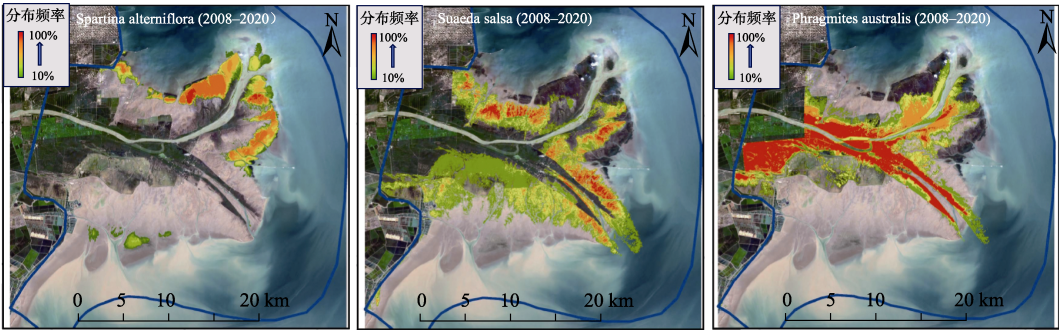 分布频率
100%
10%
Spartina alterniflora (2008–2020）
N
0 5 10 20 km
分布频率
100%
10%
Suaeda salsa (2008–2020)
N
0 5 10 20 km
分布频率
100%
10%
Phragmites australis (2008–2020)
N
0 5 10 20 km